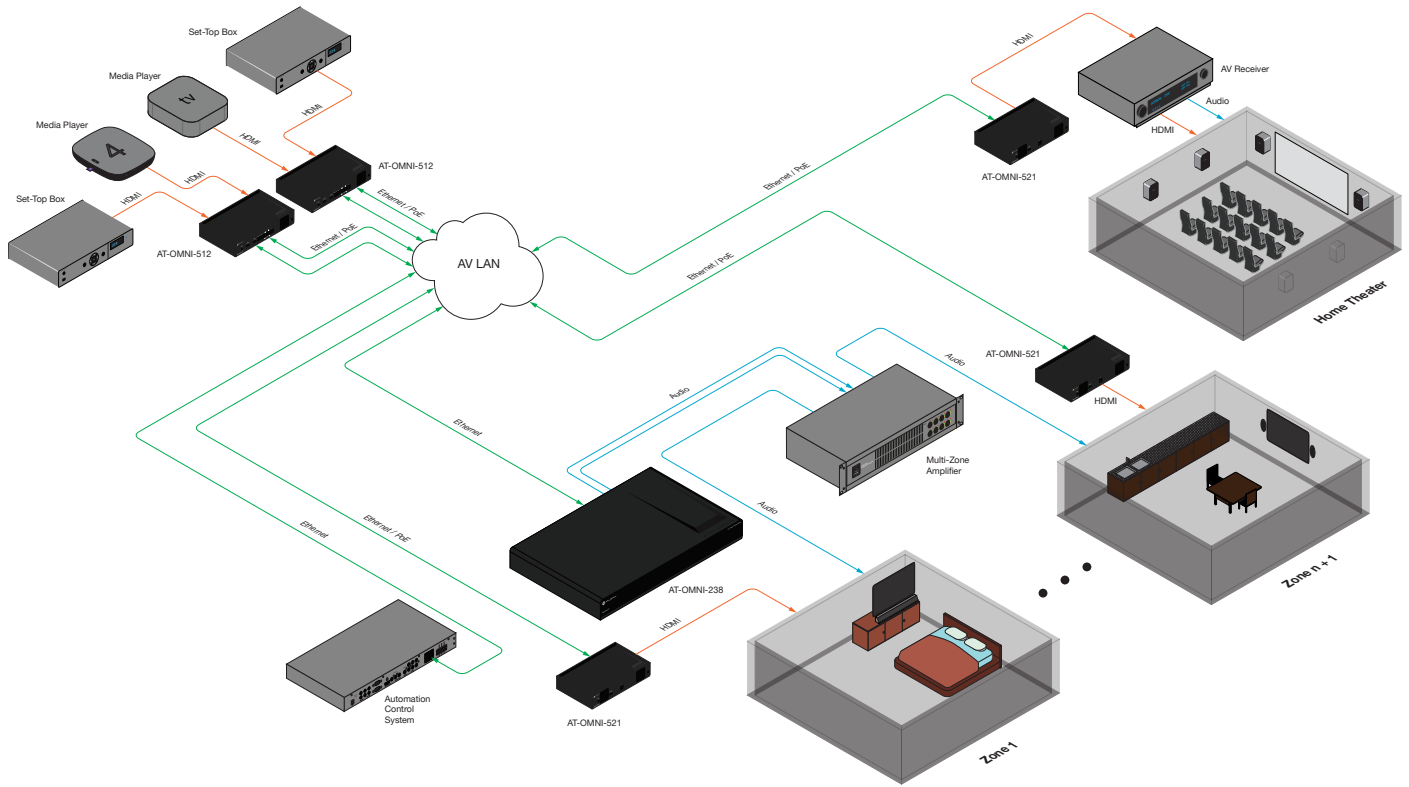 Set-Top Box
Media Player
Media Player
Set-Top Box
tv
4
HDMI
HDMI
HDMI
HDMI
AT-OMNI-512
AT-OMNI-512
Ethernet / PoE
Ethernet / PoE
AV LAN
HDMI
AV Receiver
Audio
HDMI
AT-OMNI-521
Ethernet / PoE
Ethernet / PoE
Home Theater
AT-OMNI-521
HDMI
Audio
Audio
Multi-Zone
Amplifier
Zone n + 1
Ethernet
Audio
Ethernet
Ethernet / PoE
AT-OMNI-238
HDMI
AT-OMNI-521
Automation
Control
System
Zone 1